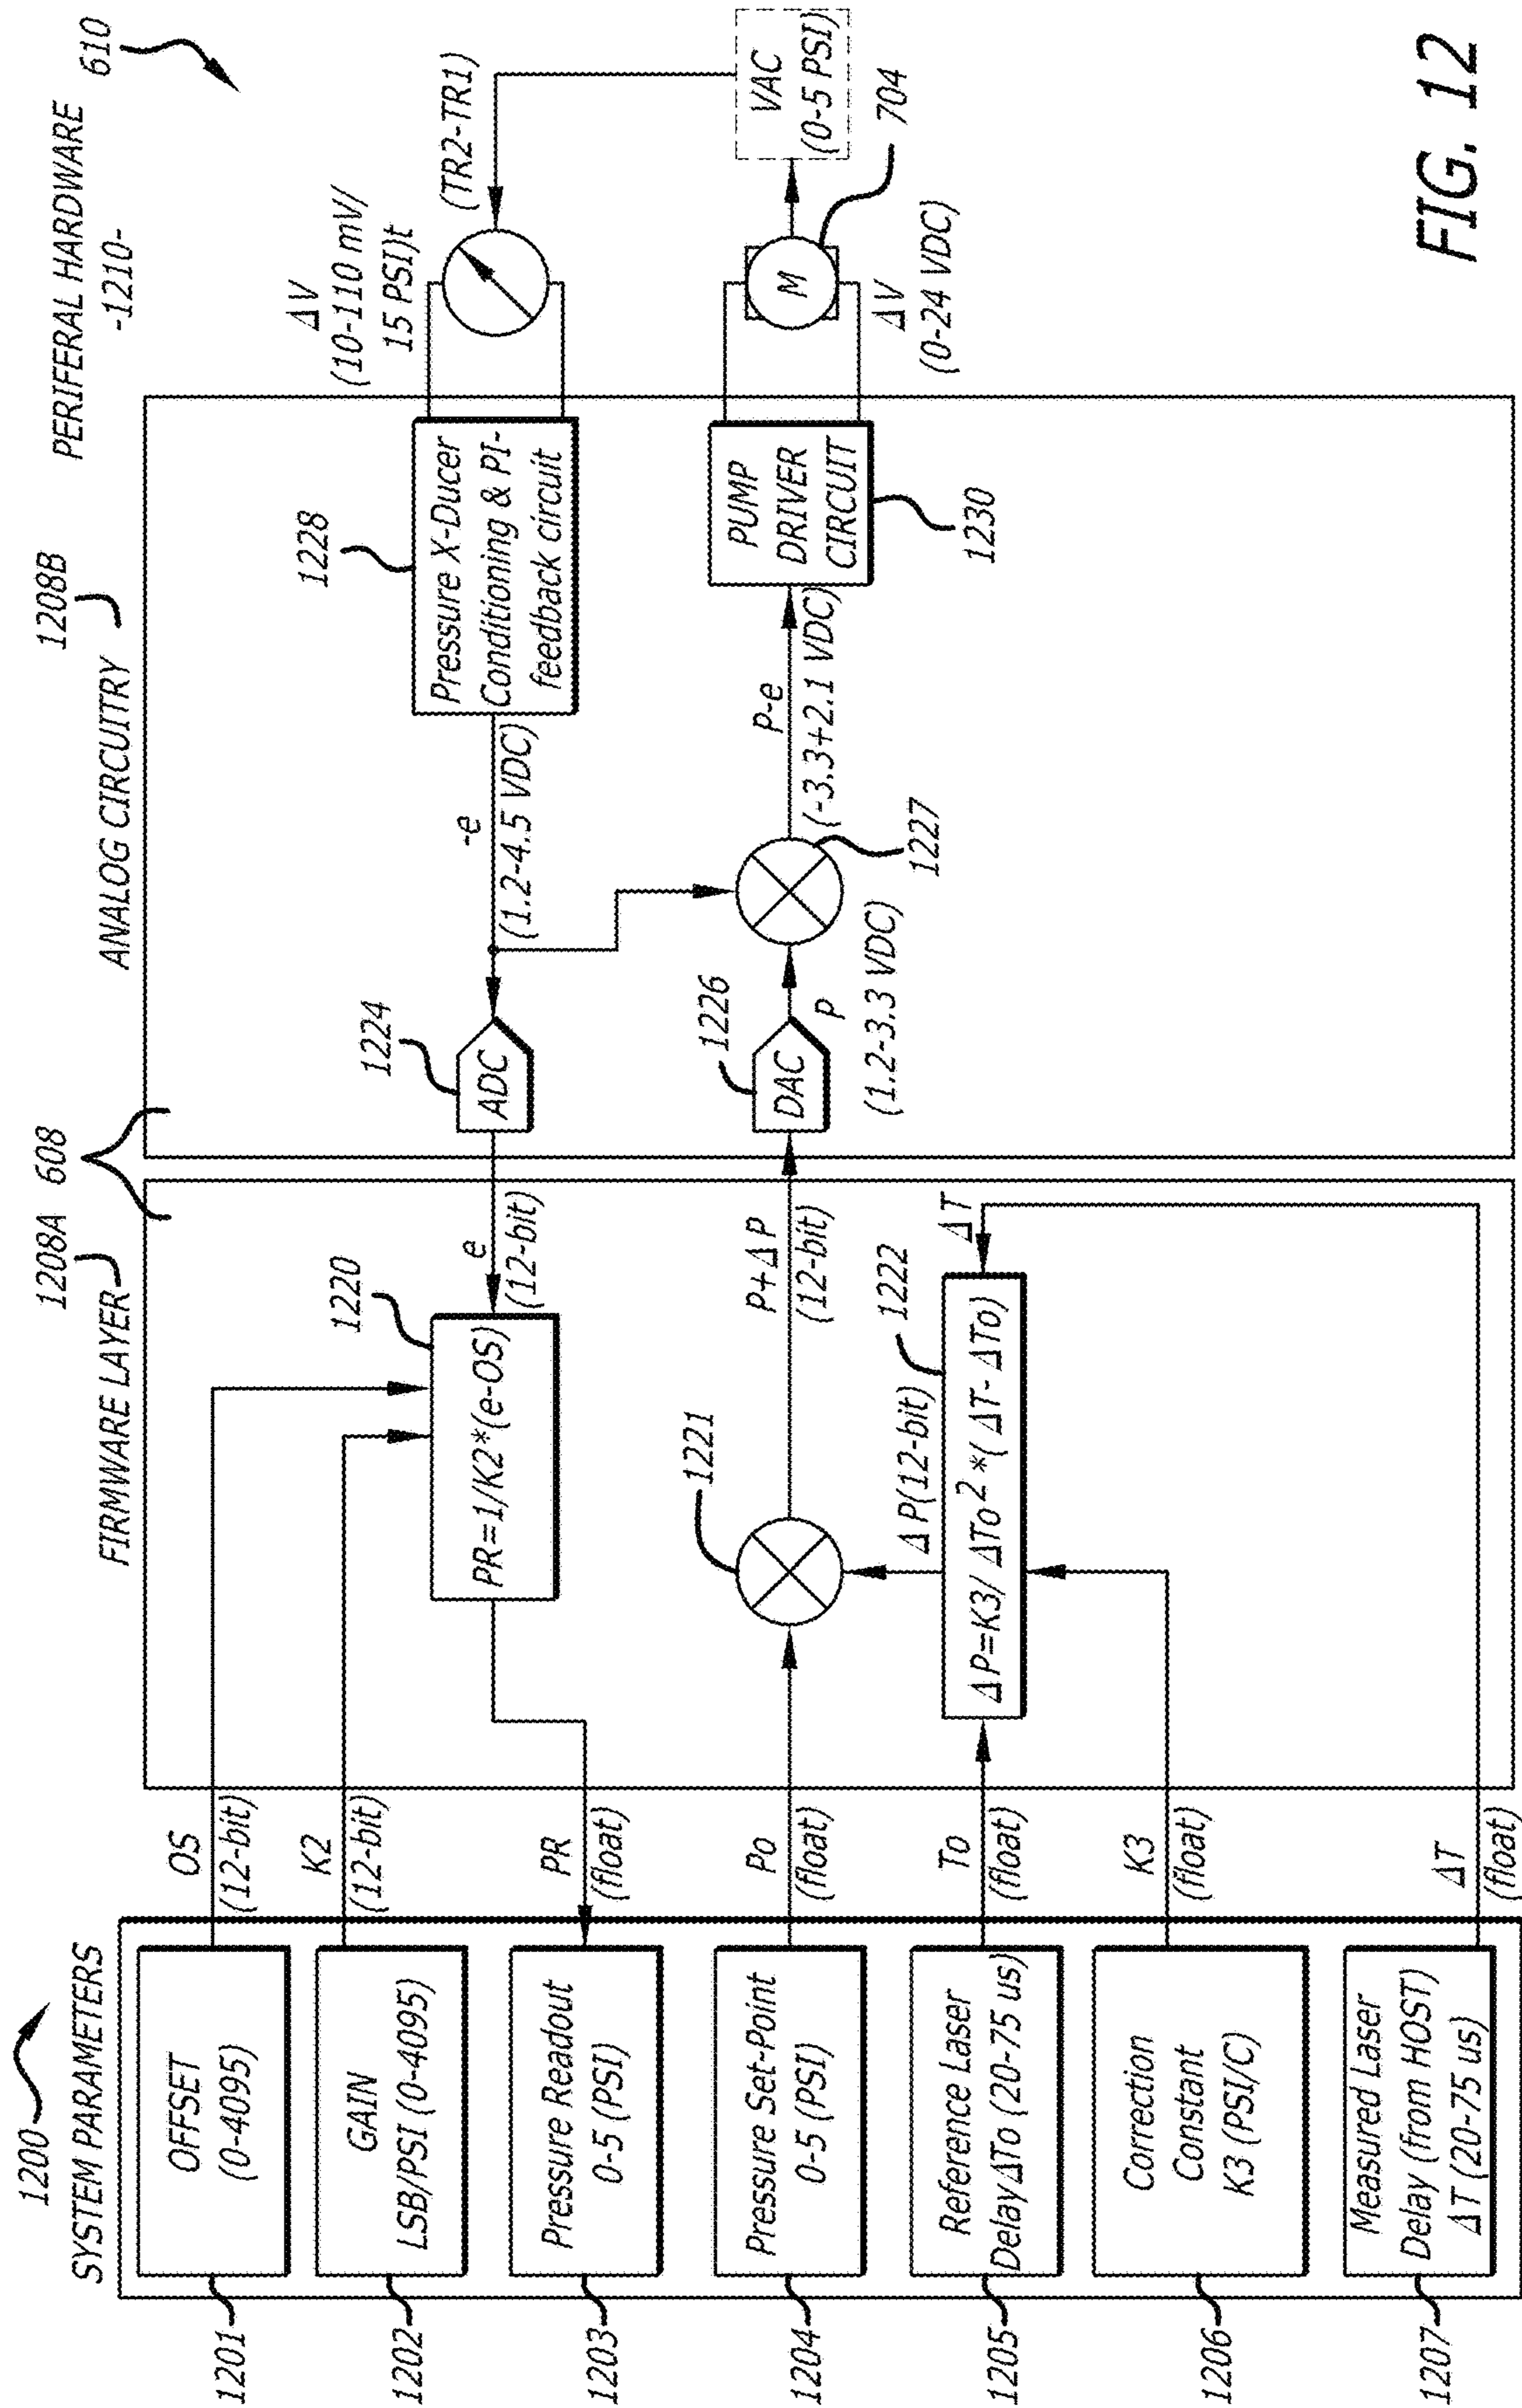 1200
SYSTEM PARAMETERS
1201
OFFSET
(0-4095)
1202
GAIN
LSB/PSI (0-4095)
1203
Pressure Readout
0-5 (PSI)
1204
Pressure Set-Point
0-5 (PSI)
1205
Reference Laser
DelayΔTo (20-75 us)
1206
Correction
Constant
K3 (PSI/C)
1207
Measured Laser
Delay (from HOST)
ΔT (20-75 us)
OS
(12-bit)
K2
(12-bit)
PR
(float)
Po
(float)
To
(float)
K3
(float)
ΔT
(float)
1208A
608
FIRMWARE LAYER
1220
PR=1/K2*(e-OS)
e
(12-bit)
1221
P+ΔP
(12-bit)
ΔP(12-bit)
1222
ΔP=K3/ΔTo²*(ΔT-ΔTo)
ΔT
1208B
ANALOG CIRCUITRY
1224
ADC
-e
(1.2-4.5 VDC)
1228
Pressure X-Ducer
Conditioning & PI-
feedback circuit
1226
DAC
P
(1.2-3.3 VDC)
1227
P-e
(-3.3+2.1 VDC)
PUMP
DRIVER
CIRCUIT
1230
PERIFERAL HARDWARE
-1210-
610
ΔV
(10-110 mV/
15 PSI)t
(TR2-TR1)
M
ΔV
(0-24 VDC)
VAC
(0-5 PSI)
704
FIG. 12